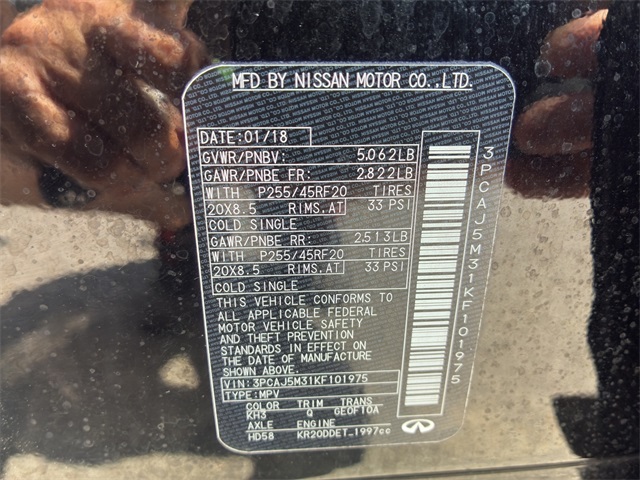 MFD BY NISSAN MOTOR CO.,LTD.
DATE:01/18
GVWR/PNBV: 5,062LB
GAWR/PNBE FR: 2,822LB
WITH P255/45RF20 TIRES
20X8.5 RIMS,AT 33 PSI
COLD SINGLE
GAWR/PNBE RR: 2,513LB
WITH P255/45RF20 TIRES
20X8.5 RIMS,AT 33 PSI
COLD SINGLE
THIS VEHICLE CONFORMS TO
ALL APPLICABLE FEDERAL
MOTOR VEHICLE SAFETY
AND THEFT PREVENTION
STANDARDS IN EFFECT ON
THE DATE OF MANUFACTURE
SHOWN ABOVE.
VIN:3PCAJ5M31KF101975
TYPE:MPV
COLOR TRIM TRANS
KH3 Q GEOF10A
AXLE ENGINE
HD58 KR20DDET 1997cc
3PCAJ5M31KF101975